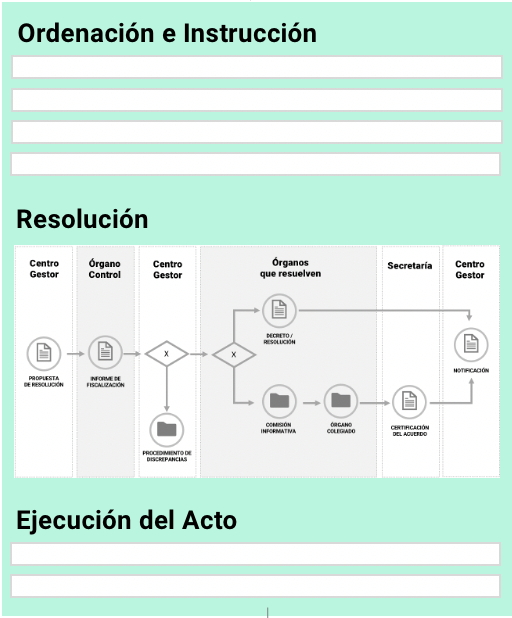 Ordenación e Instrucción
Resolución
Centro
Gestor
Órgano
Control
Centro
Gestor
Órganos
que resuelven
Secretaría
Centro
Gestor
DECRETO /
RESOLUCIÓN
X
X
PROPUESTA
DE RESOLUCIÓN
INFORME DE
FISCALIZACIÓN
NOTIFICACIÓN
PROCEDIMIENTO DE
DISCREPANCIAS
COMISIÓN
INFORMATIVA
ÓRGANO
COLEGIADO
CERTIFICACIÓN
DEL ACUERDO
Ejecución del Acto